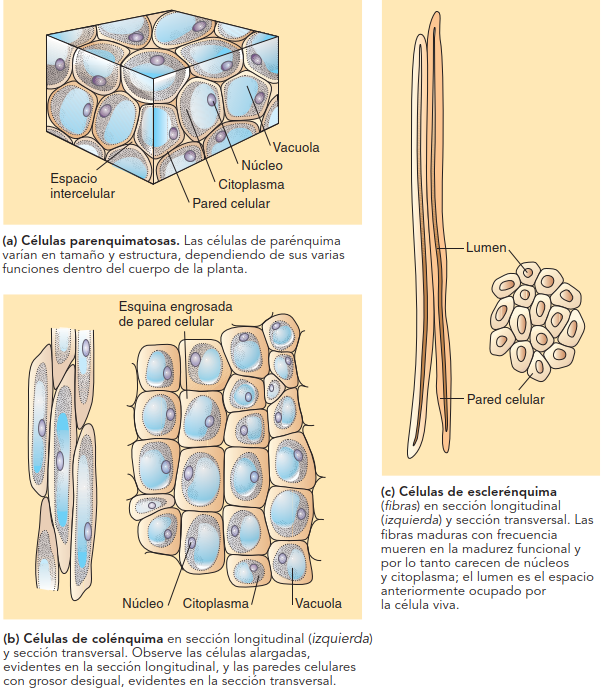 Vacuola
Núcleo
Citoplasma
Pared celular
Espacio
intercelular
(a) Células parenquimatosas. Las células de parénquima
varían en tamaño y estructura, dependiendo de sus varias
funciones dentro del cuerpo de la planta.
Esquina engrosada
de pared celular
Núcleo
Citoplasma
Vacuola
(b) Células de colénquima en sección longitudinal (izquierda)
y sección transversal. Observe las células alargadas,
evidentes en la sección longitudinal, y las paredes celulares
con grosor desigual, evidentes en la sección transversal.
Lumen
Pared celular
(c) Células de esclerénquima
(fibras) en sección longitudinal
(izquierda) y sección transversal. Las
fibras maduras con frecuencia
mueren en la madurez funcional y
por lo tanto carecen de núcleos
y citoplasma; el lumen es el espacio
anteriormente ocupado por
la célula viva.